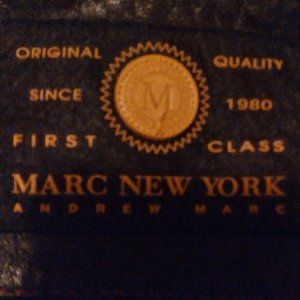 ORIGINAL QUALITY
M
SINCE 1980
FIRST CLASS
MARC NEW YORK
ANDREW MARC